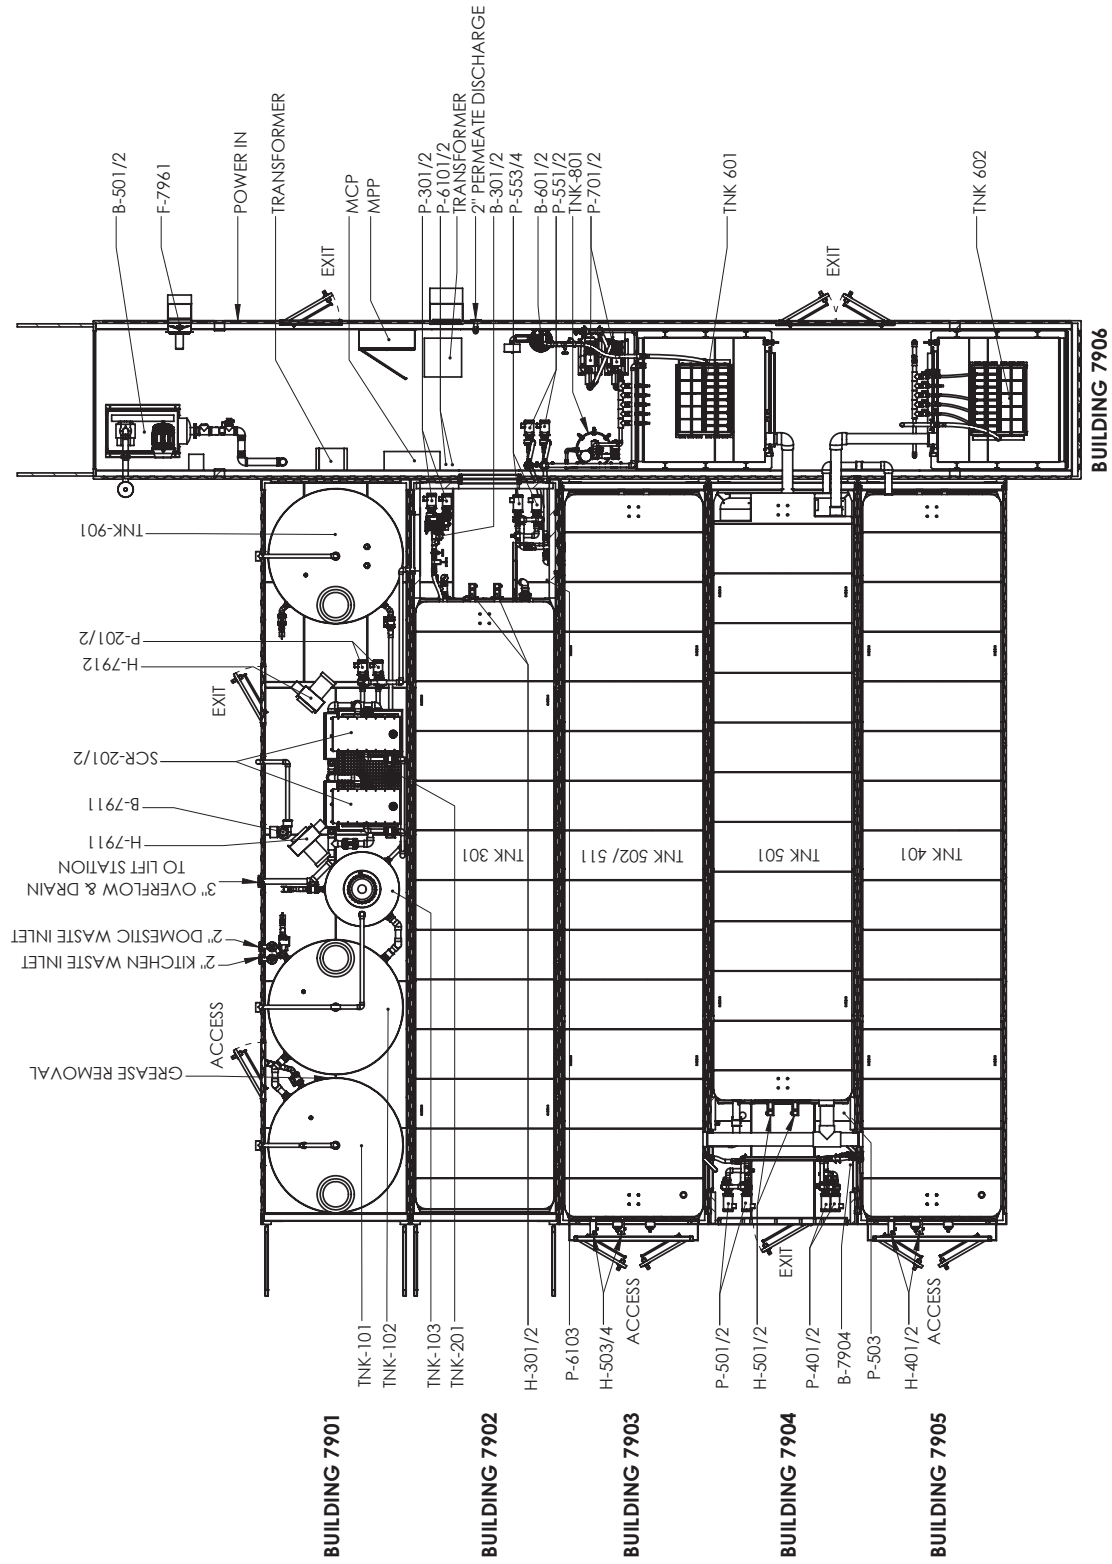 B-501/2
F-7961
POWER IN
TRANSFORMER
EXIT
MCP
MPP
P-301/2
P-6101/2
TRANSFORMER
2" PERMEATE DISCHARGE
B-301/2
P-553/4
B-601/2
P-551/2
TNK-801
P-701/2
TNK 601
EXIT
TNK 602
BUILDING 7906
TNK-901
P-201/2
H-7912
EXIT
SCR-201/2
B-7911
H-7911
3" OVERFLOW & DRAIN
TO LIFT STATION
2" DOMESTIC WASTE INLET
2" KITCHEN WASTE INLET
ACCESS
GREASE REMOVAL
TNK 301
TNK 502/511
TNK 501
TNK 401
TNK-101
TNK-102
TNK-103
TNK-201
H-301/2
P-6103
H-503/4
ACCESS
P-501/2
H-501/2
EXIT
P-401/2
B-7904
P-503
H-401/2
ACCESS
BUILDING 7901
BUILDING 7902
BUILDING 7903
BUILDING 7904
BUILDING 7905